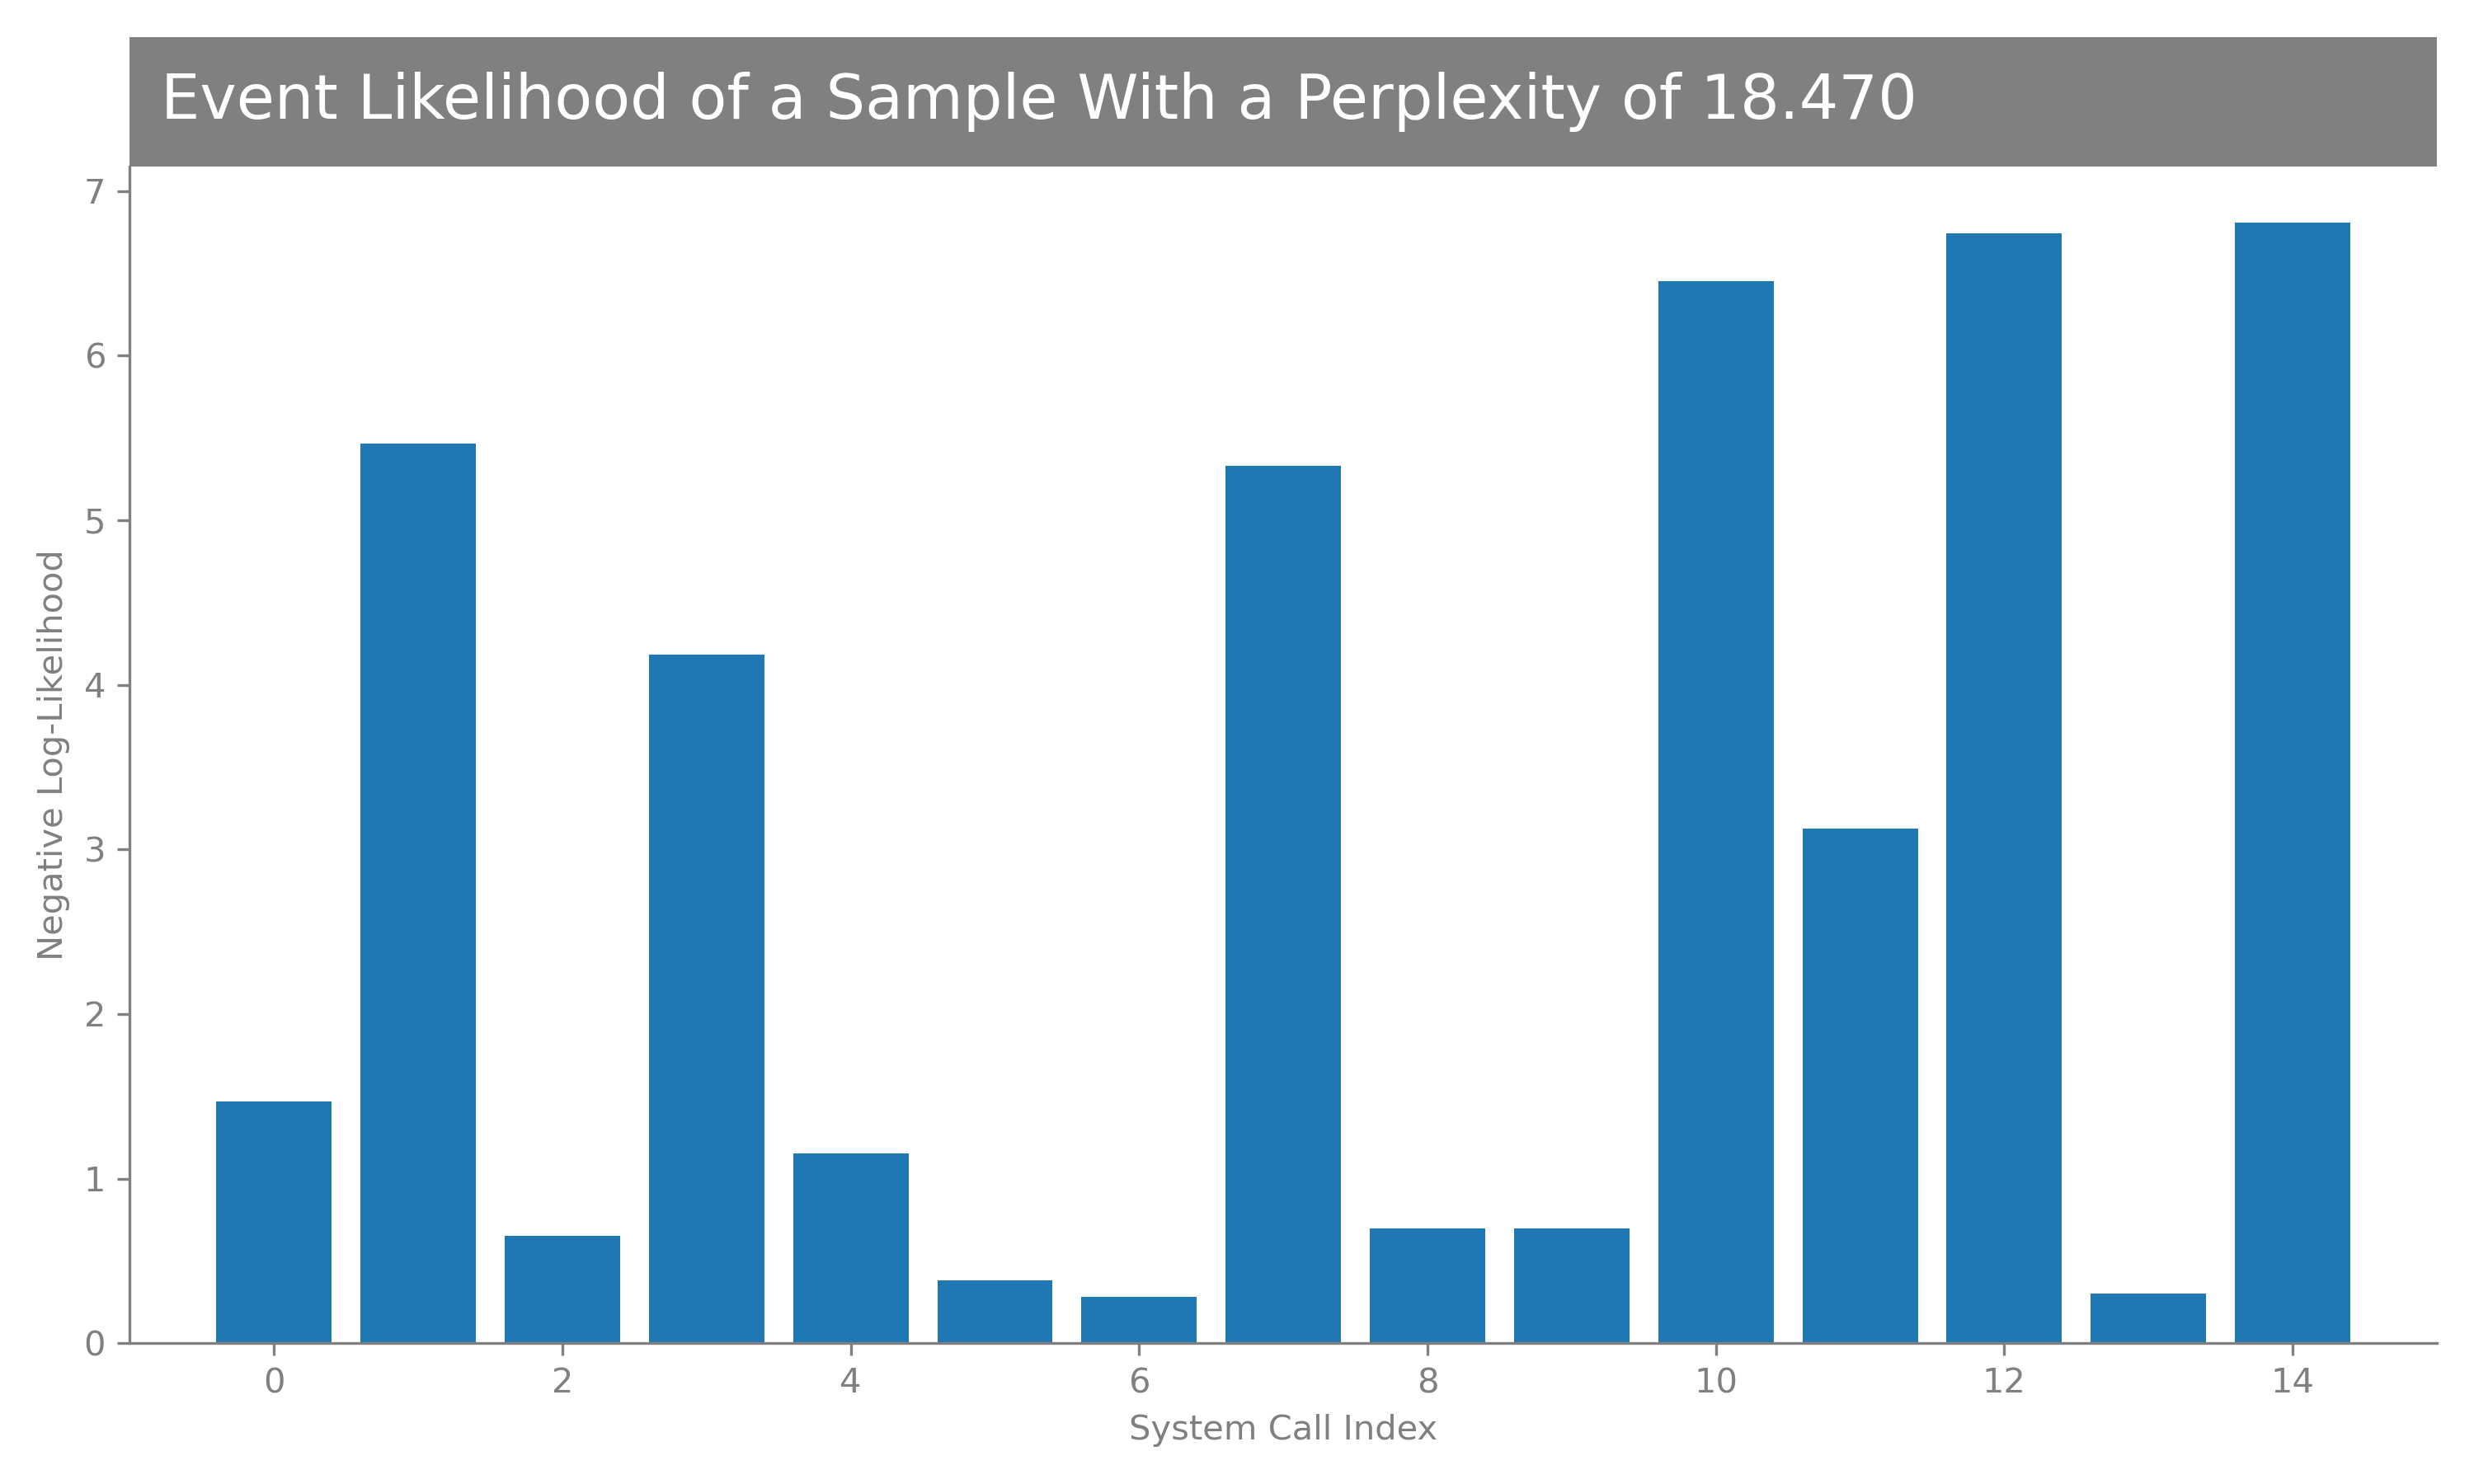 Event Likelihood of a Sample With a Perplexity of 18.470
7
6
5
4
3
2
1
0
Negative Log-Likelihood
0 2 4 6 8 10 12 14
System Call Index